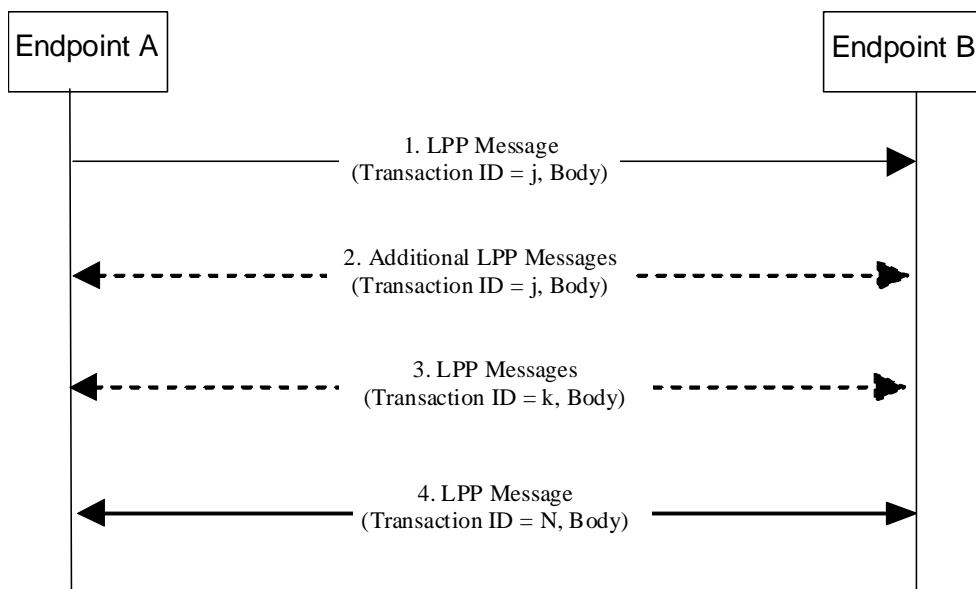 Endpoint A
Endpoint B
1. LPP Message
(Transaction ID = j, Body)
2. Additional LPP Messages
(Transaction ID = j, Body)
3. LPP Messages
(Transaction ID = k, Body)
4. LPP Message
(Transaction ID = N, Body)